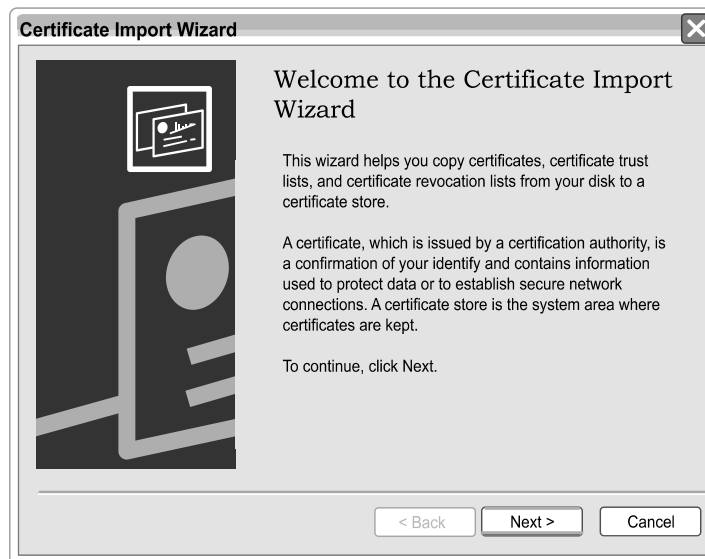 Certificate Import Wizard
Welcome to the Certificate Import
Wizard
This wizard helps you copy certificates, certificate trust
lists, and certificate revocation lists from your disk to a
certificate store.
A certificate, which is issued by a certification authority, is
a confirmation of your identify and contains information
used to protect data or to establish secure network
connections. A certificate store is the system area where
certificates are kept.
To continue, click Next.
< Back
Next >
Cancel